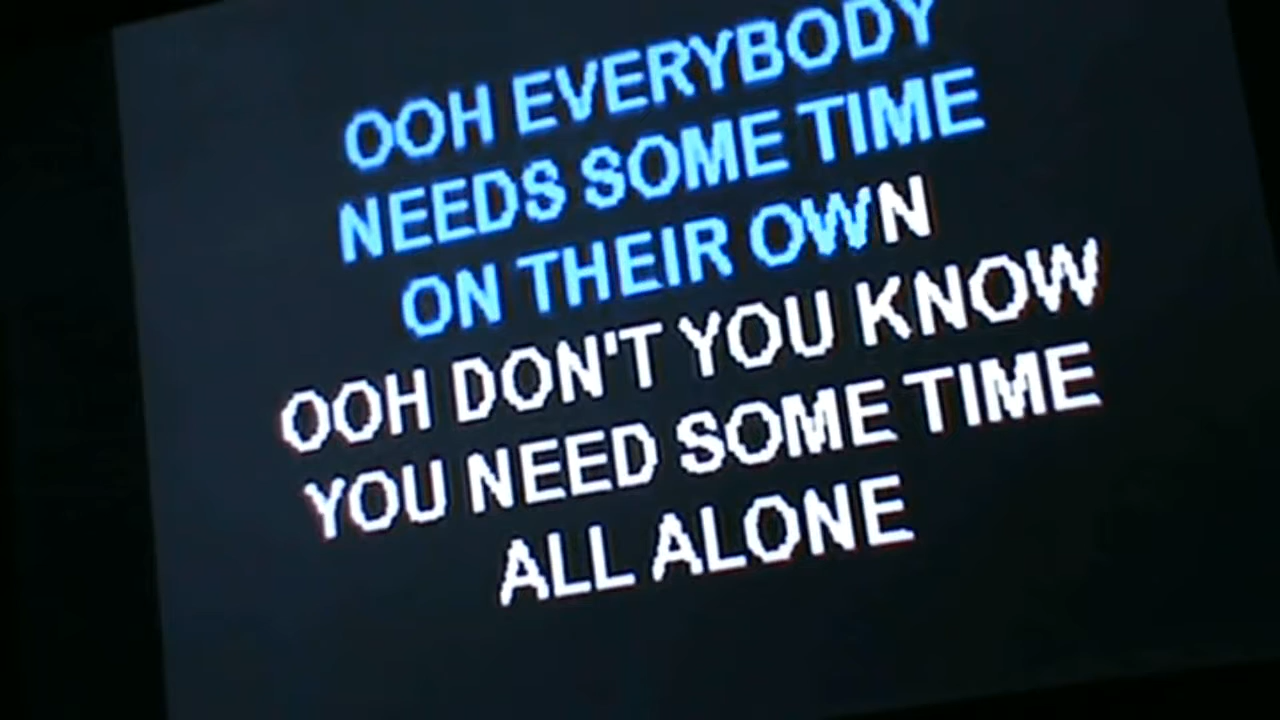 OOH EVERYBODY
NEEDS SOME TIME
ON THEIR OWN
OOH DON'T YOU KNOW
YOU NEED SOME TIME
ALL ALONE